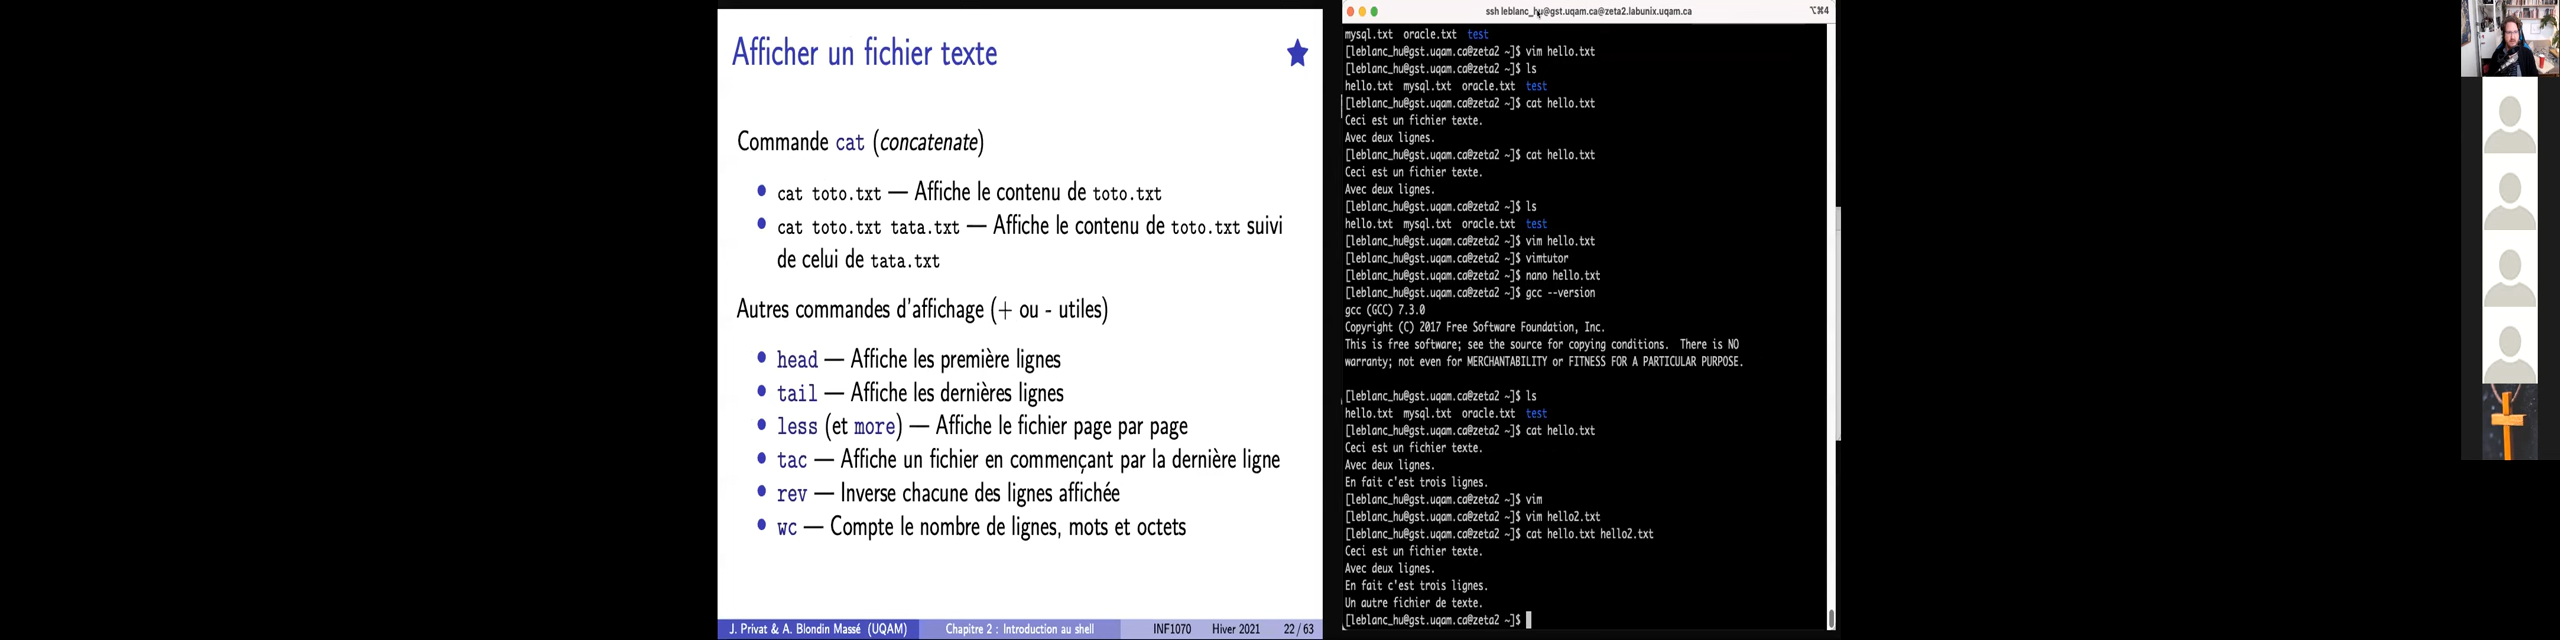 Afficher un fichier texte
Commande cat (concatenate)
• cat toto.txt — Affiche le contenu de toto.txt
• cat toto.txt tata.txt — Affiche le contenu de toto.txt suivi
de celui de tata.txt
Autres commandes d'affichage (+ ou - utiles)
• head — Affiche les première lignes
• tail — Affiche les dernières lignes
• less (et more) — Affiche le fichier page par page
• tac — Affiche un fichier en commençant par la dernière ligne
• rev — Inverse chacune des lignes affichée
• wc — Compte le nombre de lignes, mots et octets
J. Privat & A. Blondin Massé (UQAM) Chapitre 2 : Introduction au shell INF1070 Hiver 2021 22 / 63
ssh leblanc_hu@gst.uqam.ca@zeta2.labunix.uqam.ca ⌥⌘4
mysql.txt oracle.txt test
[leblanc_hu@gst.uqam.ca@zeta2 ~]$ vim hello.txt
[leblanc_hu@gst.uqam.ca@zeta2 ~]$ ls
hello.txt mysql.txt oracle.txt test
[leblanc_hu@gst.uqam.ca@zeta2 ~]$ cat hello.txt
Ceci est un fichier texte.
Avec deux lignes.
[leblanc_hu@gst.uqam.ca@zeta2 ~]$ cat hello.txt
Ceci est un fichier texte.
Avec deux lignes.
[leblanc_hu@gst.uqam.ca@zeta2 ~]$ ls
hello.txt mysql.txt oracle.txt test
[leblanc_hu@gst.uqam.ca@zeta2 ~]$ vim hello.txt
[leblanc_hu@gst.uqam.ca@zeta2 ~]$ vimtutor
[leblanc_hu@gst.uqam.ca@zeta2 ~]$ nano hello.txt
[leblanc_hu@gst.uqam.ca@zeta2 ~]$ gcc --version
gcc (GCC) 7.3.0
Copyright (C) 2017 Free Software Foundation, Inc.
This is free software; see the source for copying conditions. There is NO
warranty; not even for MERCHANTABILITY or FITNESS FOR A PARTICULAR PURPOSE.
[leblanc_hu@gst.uqam.ca@zeta2 ~]$ ls
hello.txt mysql.txt oracle.txt test
[leblanc_hu@gst.uqam.ca@zeta2 ~]$ cat hello.txt
Ceci est un fichier texte.
Avec deux lignes.
En fait c'est trois lignes.
[leblanc_hu@gst.uqam.ca@zeta2 ~]$ vim
[leblanc_hu@gst.uqam.ca@zeta2 ~]$ vim hello2.txt
[leblanc_hu@gst.uqam.ca@zeta2 ~]$ cat hello.txt hello2.txt
Ceci est un fichier texte.
Avec deux lignes.
En fait c'est trois lignes.
Un autre fichier de texte.
[leblanc_hu@gst.uqam.ca@zeta2 ~]$